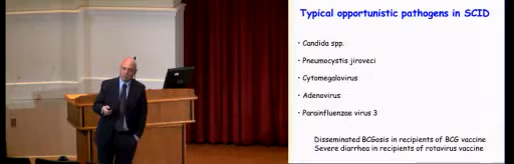 Typical opportunistic pathogens in SCID
• Candida spp.
• Pneumocystis jiroveci
• Cytomegalovirus
• Adenovirus
• Parainfluenzae virus 3
Disseminated BCGosis in recipients of BCG vaccine
Severe diarrhea in recipients of rotavirus vaccine